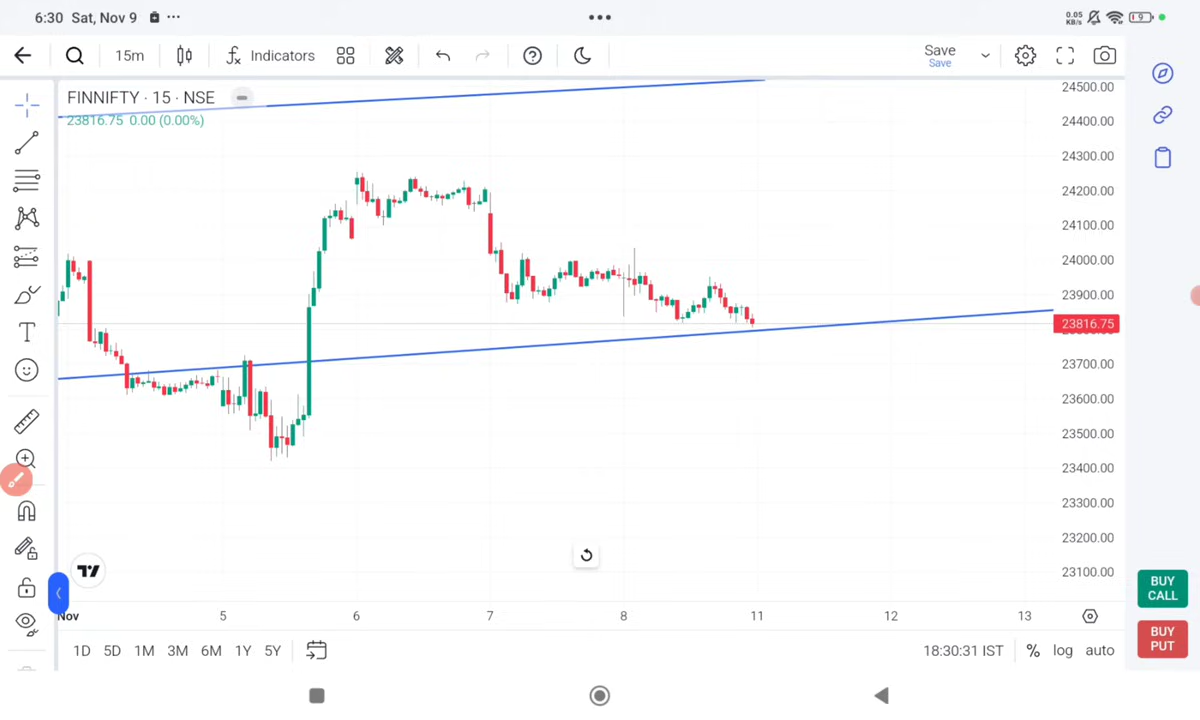 6:30 Sat, Nov 9
0.05
KB/s
9
15m
Indicators
Save
Save
FINNIFTY · 15 · NSE
23816.75 0.00 (0.00%)
24500.00
24400.00
24300.00
24200.00
24100.00
24000.00
23900.00
23816.75
23700.00
23600.00
23500.00
23400.00
23300.00
23200.00
23100.00
BUY
CALL
BUY
PUT
Nov
5
6
7
8
11
12
13
1D 5D 1M 3M 6M 1Y 5Y
18:30:31 IST % log auto